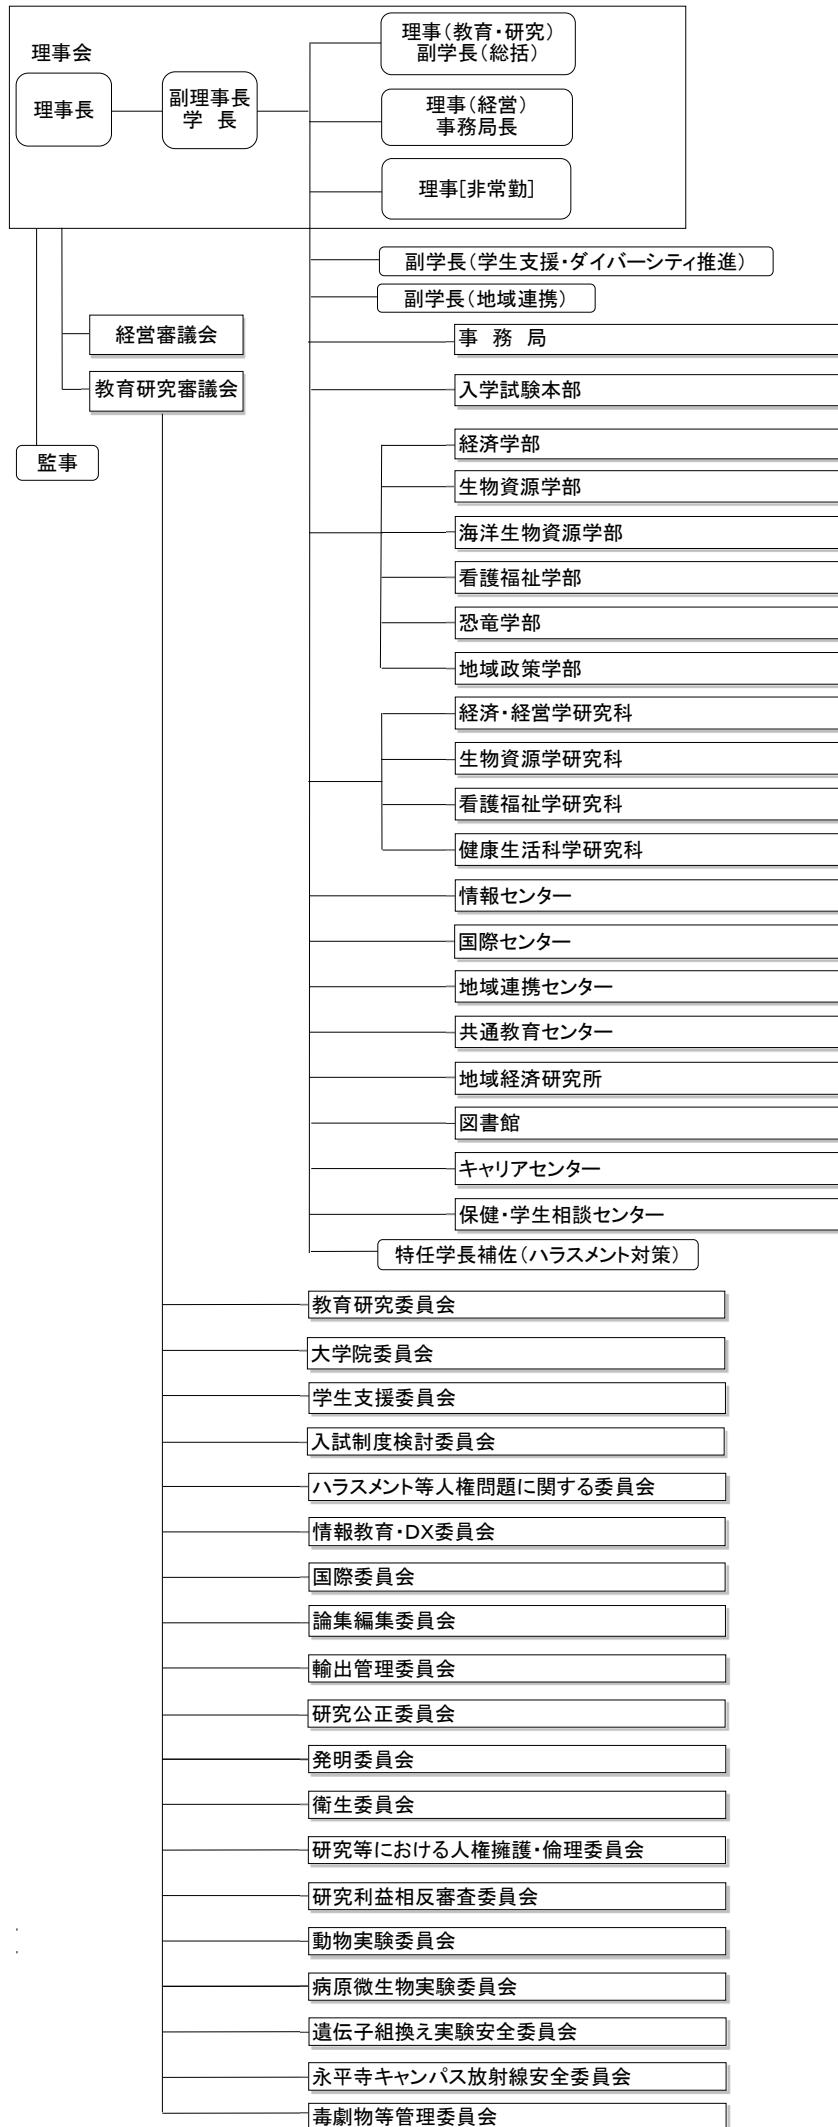 理事会
理事長
副理事長
学 長
理事(教育・研究)
副学長(総括)
理事(経営)
事務局長
理事[非常勤]
副学長(学生支援・ダイバーシティ推進)
副学長(地域連携)
経営審議会
教育研究審議会
監事
事 務 局
入学試験本部
経済学部
生物資源学部
海洋生物資源学部
看護福祉学部
恐竜学部
地域政策学部
経済・経営学研究科
生物資源学研究科
看護福祉学研究科
健康生活科学研究科
情報センター
国際センター
地域連携センター
共通教育センター
地域経済研究所
図書館
キャリアセンター
保健・学生相談センター
特任学長補佐(ハラスメント対策)
教育研究委員会
大学院委員会
学生支援委員会
入試制度検討委員会
ハラスメント等人権問題に関する委員会
情報教育・DX委員会
国際委員会
論集編集委員会
輸出管理委員会
研究公正委員会
発明委員会
衛生委員会
研究等における人権擁護・倫理委員会
研究利益相反審査委員会
動物実験委員会
病原微生物実験委員会
遺伝子組換え実験安全委員会
永平寺キャンパス放射線安全委員会
毒劇物等管理委員会